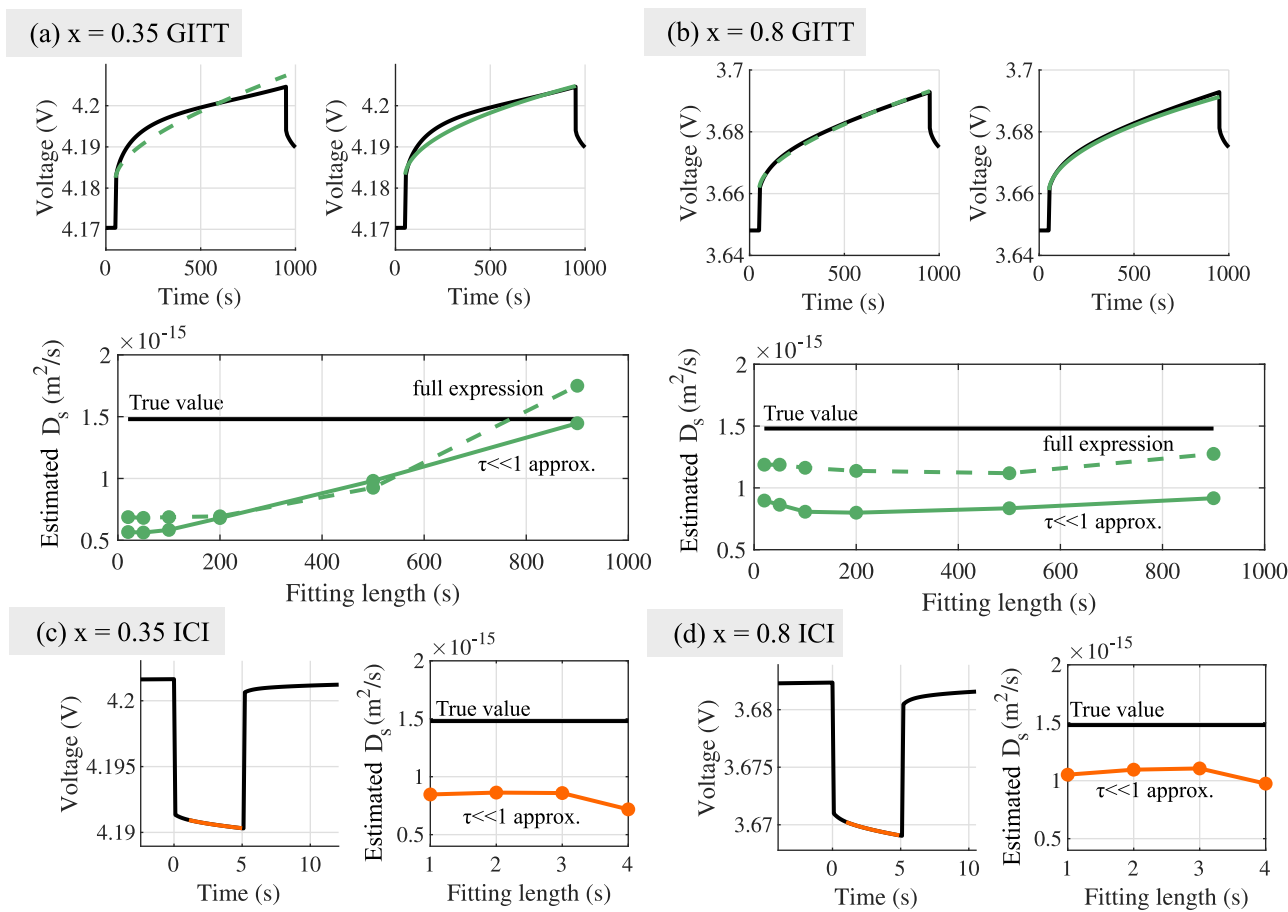 (a) x = 0.35 GITT
4.2
4.19
4.18
4.17
Voltage (V)
0
500
1000
Time (s)
4.2
4.19
4.18
4.17
Voltage (V)
0
500
1000
Time (s)
×10-15
2
1.5
1
0.5
Estimated Ds (m2/s)
True value
full expression
τ<<1 approx.
0
200
400
600
800
1000
Fitting length (s)
(b) x = 0.8 GITT
3.7
3.68
3.66
3.64
Voltage (V)
0
500
1000
Time (s)
3.7
3.68
3.66
3.64
Voltage (V)
0
500
1000
Time (s)
×10-15
2
1.5
1
0.5
Estimated Ds (m2/s)
True value
full expression
τ<<1 approx.
0
200
400
600
800
1000
Fitting length (s)
(c) x = 0.35 ICI
4.2
4.195
4.19
Voltage (V)
0
5
10
Time (s)
×10-15
2
1.5
1
0.5
Estimated Ds (m2/s)
True value
τ<<1 approx.
1
2
3
4
Fitting length (s)
(d) x = 0.8 ICI
3.68
3.675
3.67
Voltage (V)
0
5
10
Time (s)
×10-15
2
1.5
1
0.5
Estimated Ds (m2/s)
True value
τ<<1 approx.
1
2
3
4
Fitting length (s)